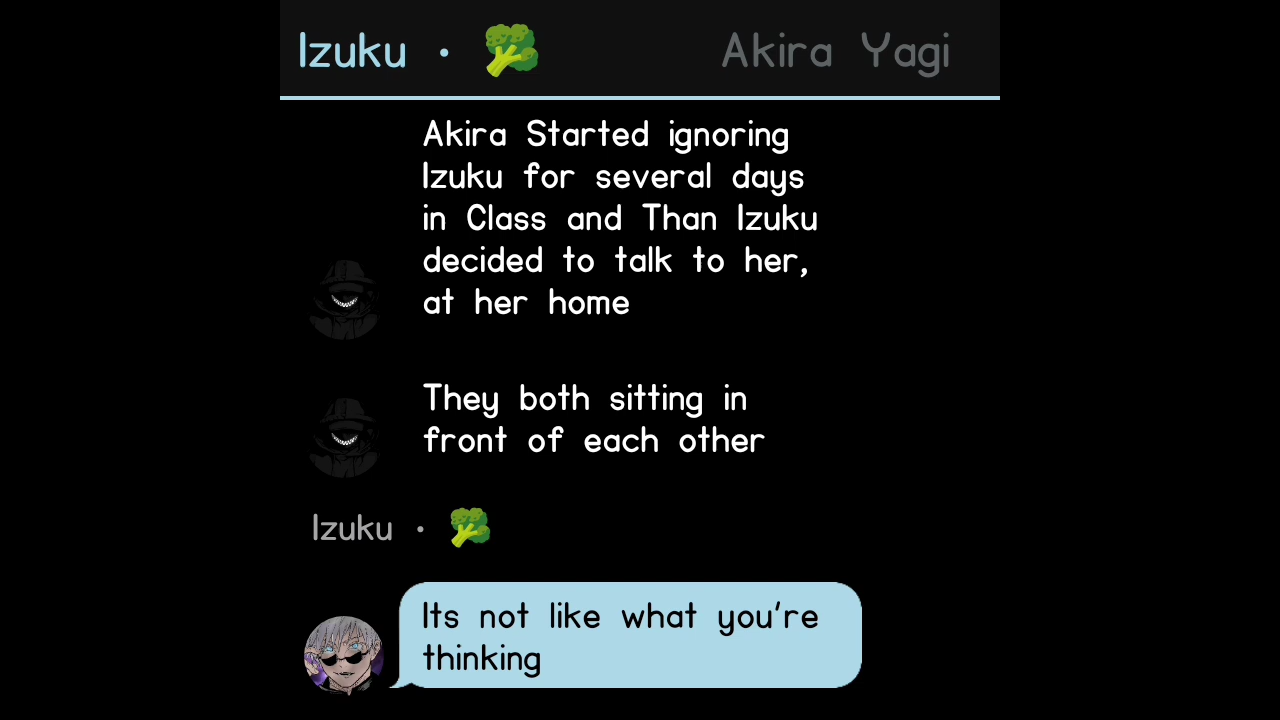 Izuku • 🥦 Akira Yagi
Akira Started ignoring
Izuku for several days
in Class and Than Izuku
decided to talk to her,
at her home
They both sitting in
front of each other
Izuku • 🥦
Its not like what you're
thinking